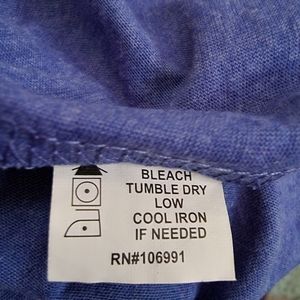 BLEACH
TUMBLE DRY
LOW
COOL IRON
IF NEEDED
RN#106991